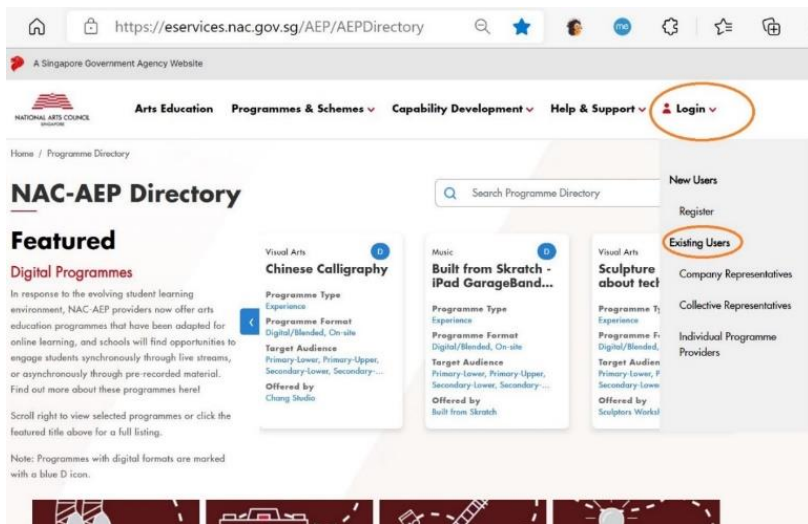 https://eservices.nac.gov.sg/AEP/AEPDirectory
me
A Singapore Government Agency Website
NATIONAL ARTS COUNCIL
SINGAPORE
Arts Education Programmes & Schemes Capability Development Help & Support Login
Home / Programme Directory
NAC-AEP Directory
Search Programme Directory
New Users
Register
Existing Users
Company Representatives
Collective Representatives
Individual Programme
Providers
Featured
Digital Programmes
In response to the evolving student learning
environment, NAC-AEP providers now offer arts
education programmes that have been adapted for
online learning, and schools will find opportunities to
engage students synchronously through live streams,
or asynchronously through pre-recorded material.
Find out more about these programmes here!
Scroll right to view selected programmes or click the
featured title above for a full listing.
Note: Programmes with digital formats are marked
with a blue D icon.
Visual Arts
D
Chinese Calligraphy
Programme Type
Experience
Programme Format
Digital/Blended, On-site
Target Audience
Primary-Lower, Primary-Upper,
Secondary-Lower, Secondary-...
Offered by
Chang Studio
Music
D
Built from Skratch -
iPad GarageBand...
Programme Type
Experience
Programme Format
Digital/Blended, On-site
Target Audience
Primary-Lower, Primary-Upper,
Secondary-Lower, Secondary-...
Offered by
Built from Skratch
Visual Arts
Sculpture
about tech
Programme Ty
Experience
Programme F
Digital/Blended,
Target Audien
Primary-Lower, P
Secondary-Lowe
Offered by
Sculptors Works